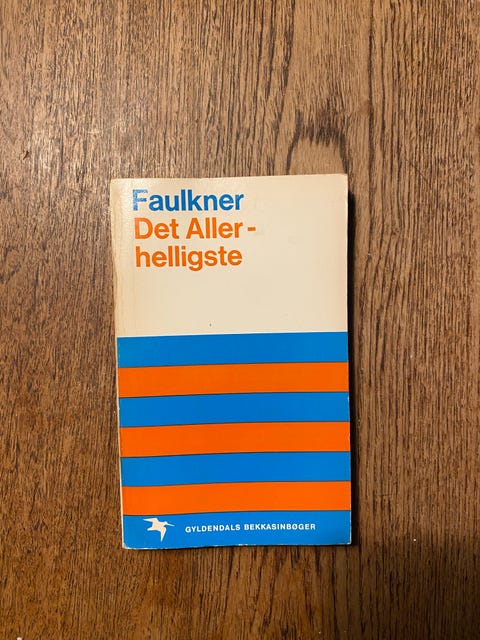 Faulkner
Det Aller-
helligste
GYLDENDALS BEKKASINBØGER